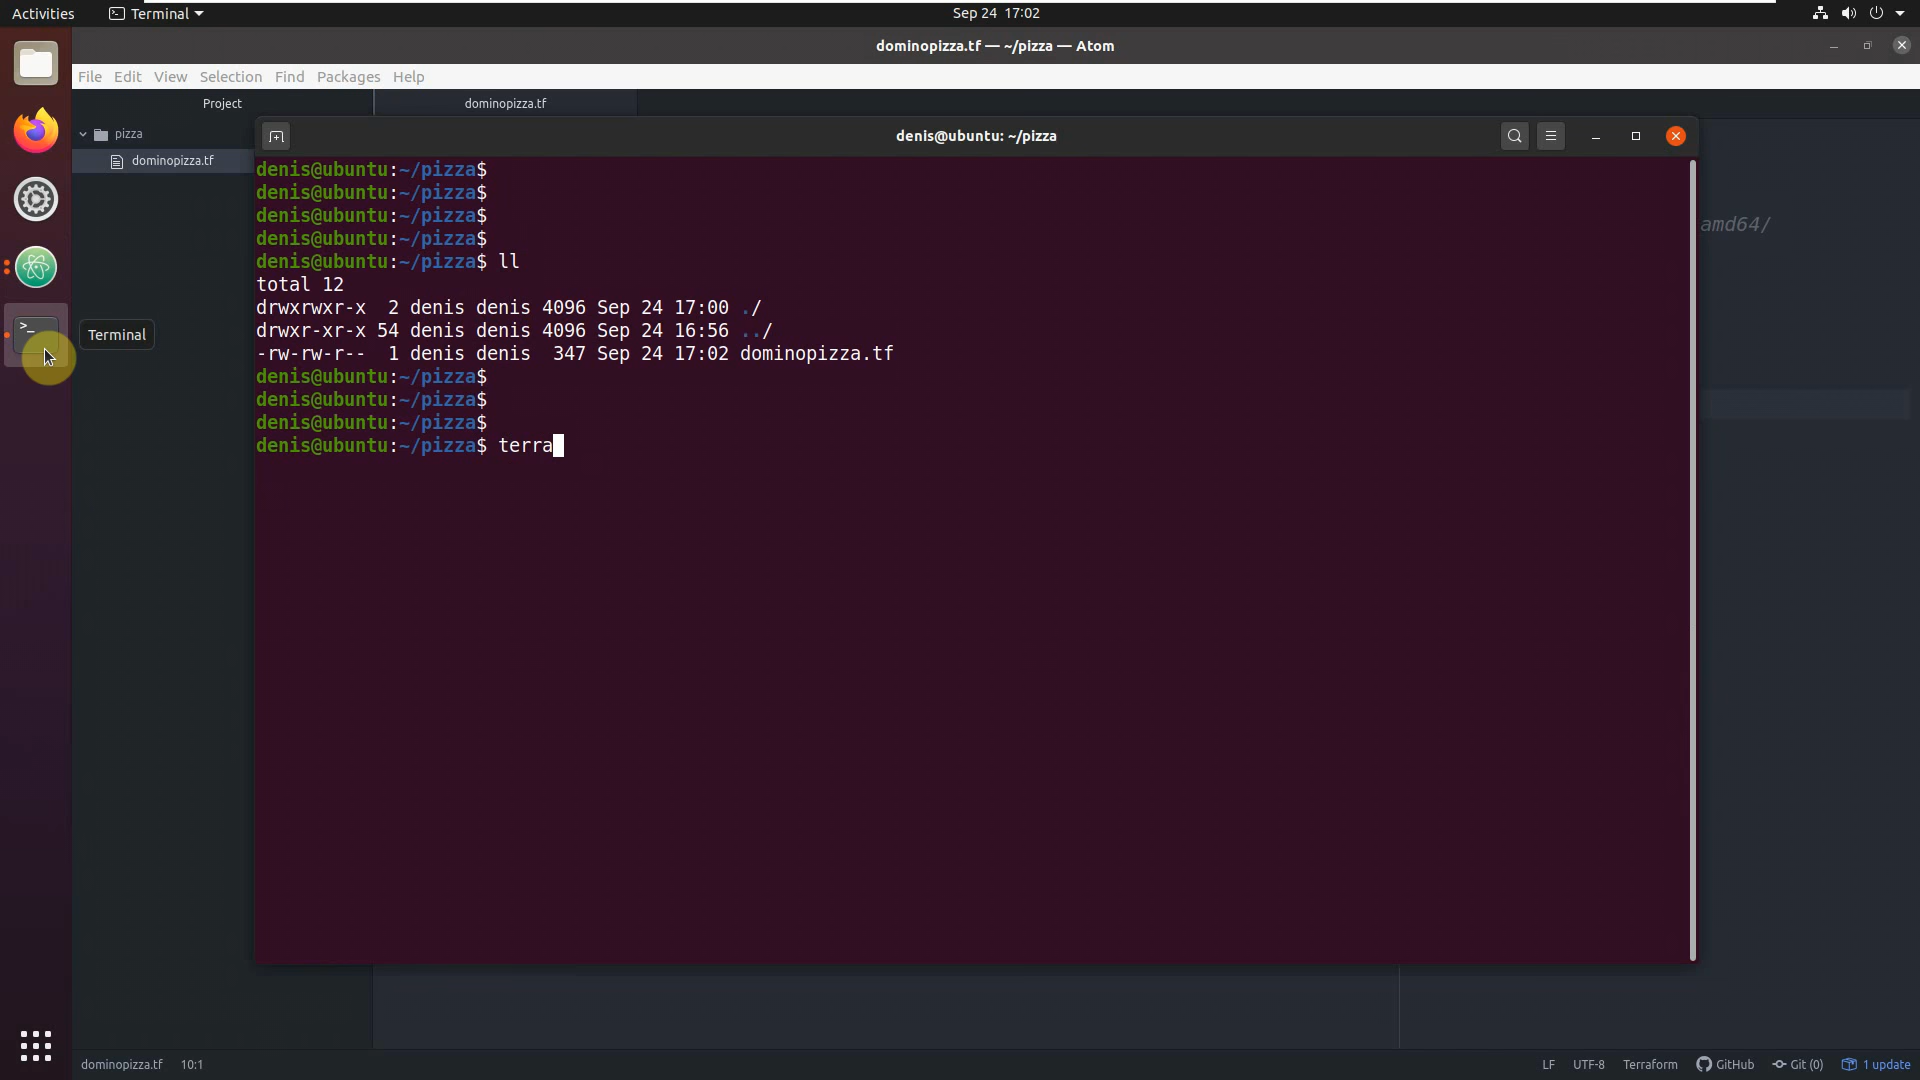 Activities
Terminal
Sep 24 17:02
dominopizza.tf — ~/pizza — Atom
File Edit View Selection Find Packages Help
Project
dominopizza.tf
pizza
dominopizza.tf
denis@ubuntu: ~/pizza
amd64/
Terminal
>_
denis@ubuntu:~/pizza$
denis@ubuntu:~/pizza$
denis@ubuntu:~/pizza$
denis@ubuntu:~/pizza$
denis@ubuntu:~/pizza$ ll
total 12
drwxrwxr-x  2 denis denis 4096 Sep 24 17:00 ./
drwxr-xr-x 54 denis denis 4096 Sep 24 16:56 ../
-rw-rw-r--  1 denis denis  347 Sep 24 17:02 dominopizza.tf
denis@ubuntu:~/pizza$
denis@ubuntu:~/pizza$
denis@ubuntu:~/pizza$
denis@ubuntu:~/pizza$ terra
dominopizza.tf 10:1
LF UTF-8 Terraform GitHub Git (0) 1 update